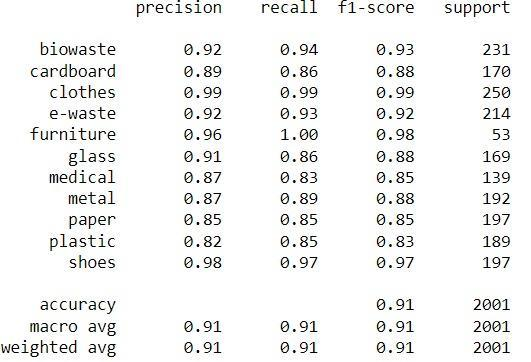 precision recall f1-score support
biowaste 0.92 0.94 0.93 231
cardboard 0.89 0.86 0.88 170
clothes 0.99 0.99 0.99 250
e-waste 0.92 0.93 0.92 214
furniture 0.96 1.00 0.98 53
glass 0.91 0.86 0.88 169
medical 0.87 0.83 0.85 139
metal 0.87 0.89 0.88 192
paper 0.85 0.85 0.85 197
plastic 0.82 0.85 0.83 189
shoes 0.98 0.97 0.97 197
accuracy 0.91 2001
macro avg 0.91 0.91 0.91 2001
weighted avg 0.91 0.91 0.91 2001